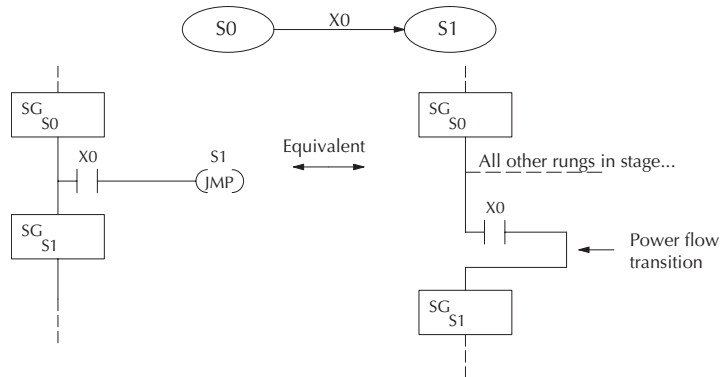 S0 X0 S1
SG
S0
X0
S1
JMP
SG
S1
Equivalent
SG
S0
All other rungs in stage...
X0
Power flow
transition
SG
S1